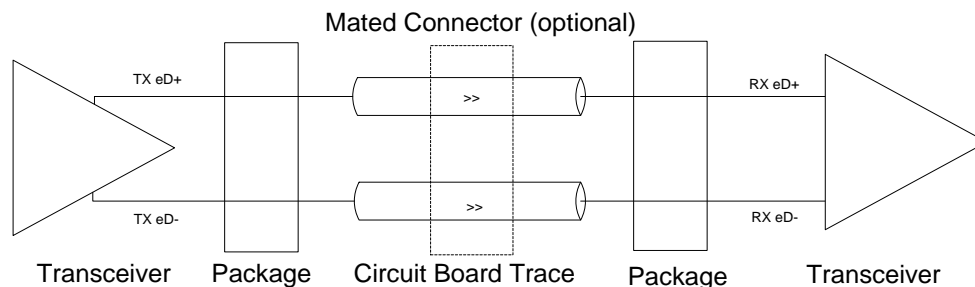 Mated Connector (optional)
TX eD+
>>
RX eD+
TX eD-
>>
RX eD-
Transceiver
Package
Circuit Board Trace
Package
Transceiver